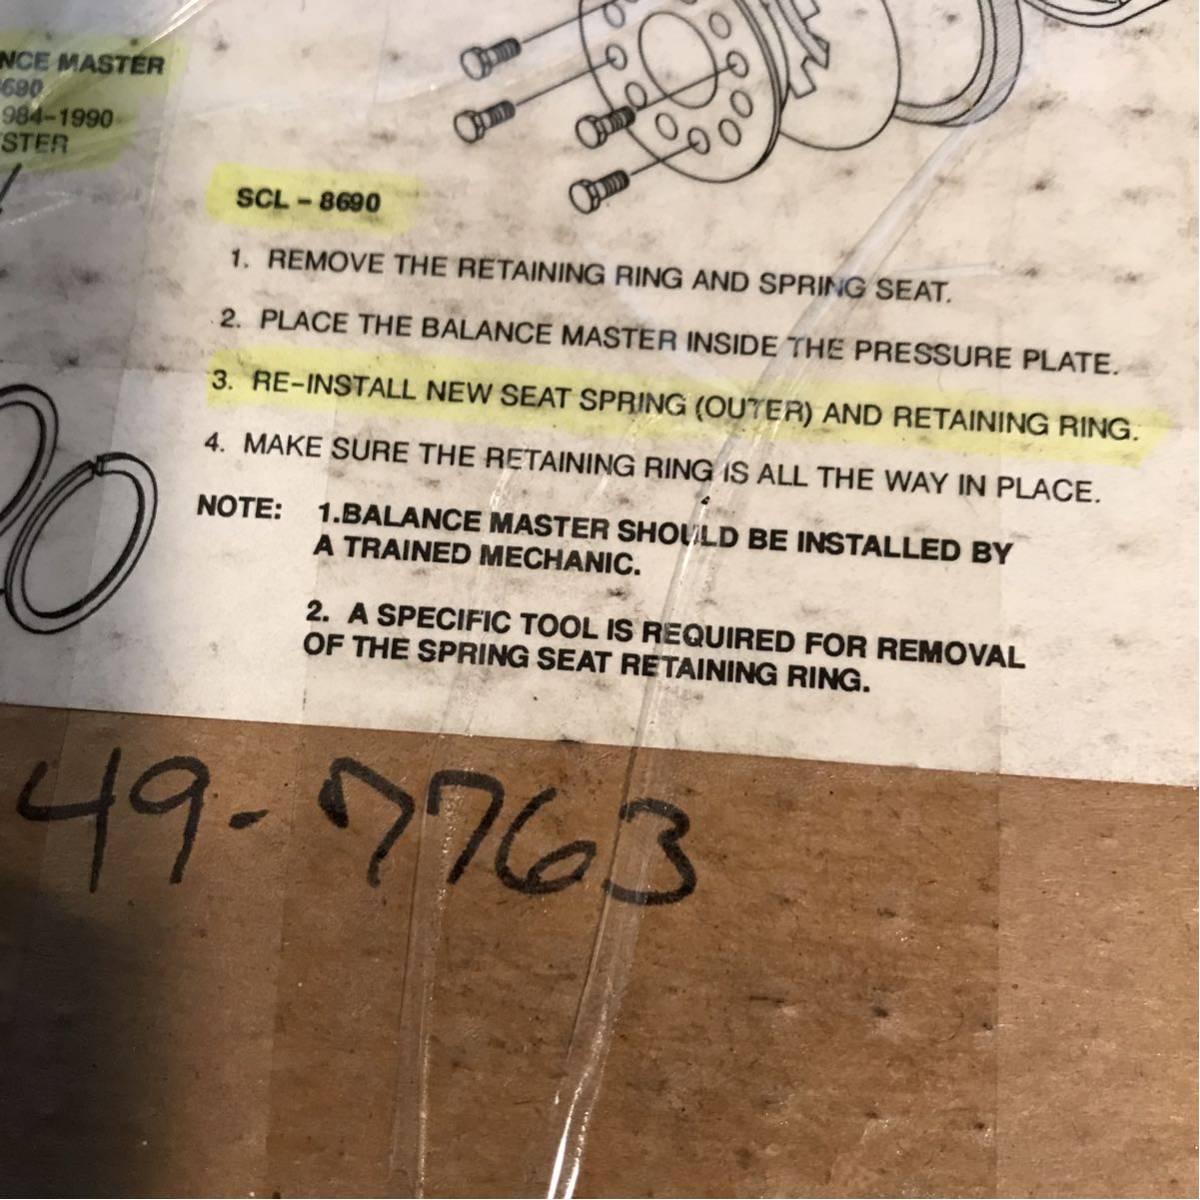 NCE MASTER
8690
984-1990
STER
SCL - 8690
1. REMOVE THE RETAINING RING AND SPRING SEAT.
2. PLACE THE BALANCE MASTER INSIDE THE PRESSURE PLATE.
3. RE-INSTALL NEW SEAT SPRING (OUTER) AND RETAINING RING.
4. MAKE SURE THE RETAINING RING IS ALL THE WAY IN PLACE.
NOTE: 1.BALANCE MASTER SHOULD BE INSTALLED BY
A TRAINED MECHANIC.
2. A SPECIFIC TOOL IS REQUIRED FOR REMOVAL
OF THE SPRING SEAT RETAINING RING.
49-7763